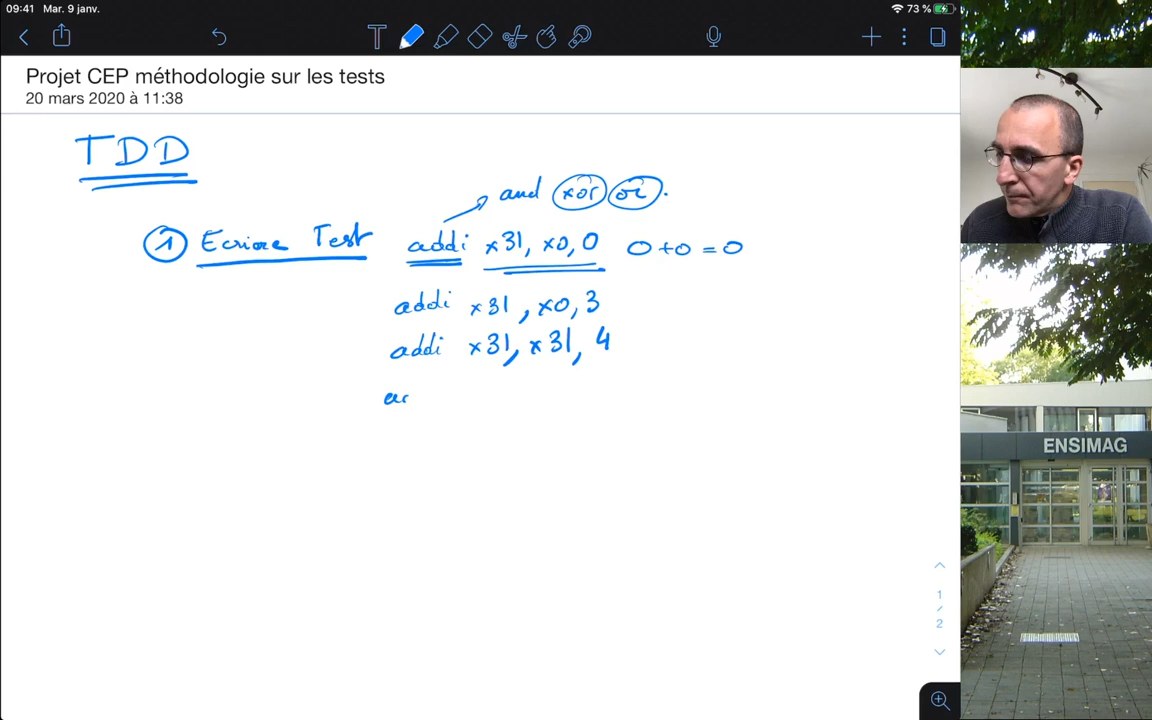 09:41 Mar. 9 janv.
73 %
Projet CEP méthodologie sur les tests
20 mars 2020 à 11:38
TDD
and xor or.
1 Ecrire Test addi x31, x0, 0 0+0=0
addi x31, x0, 3
addi x31, x31, 4
ENSIMAG
1
/
2